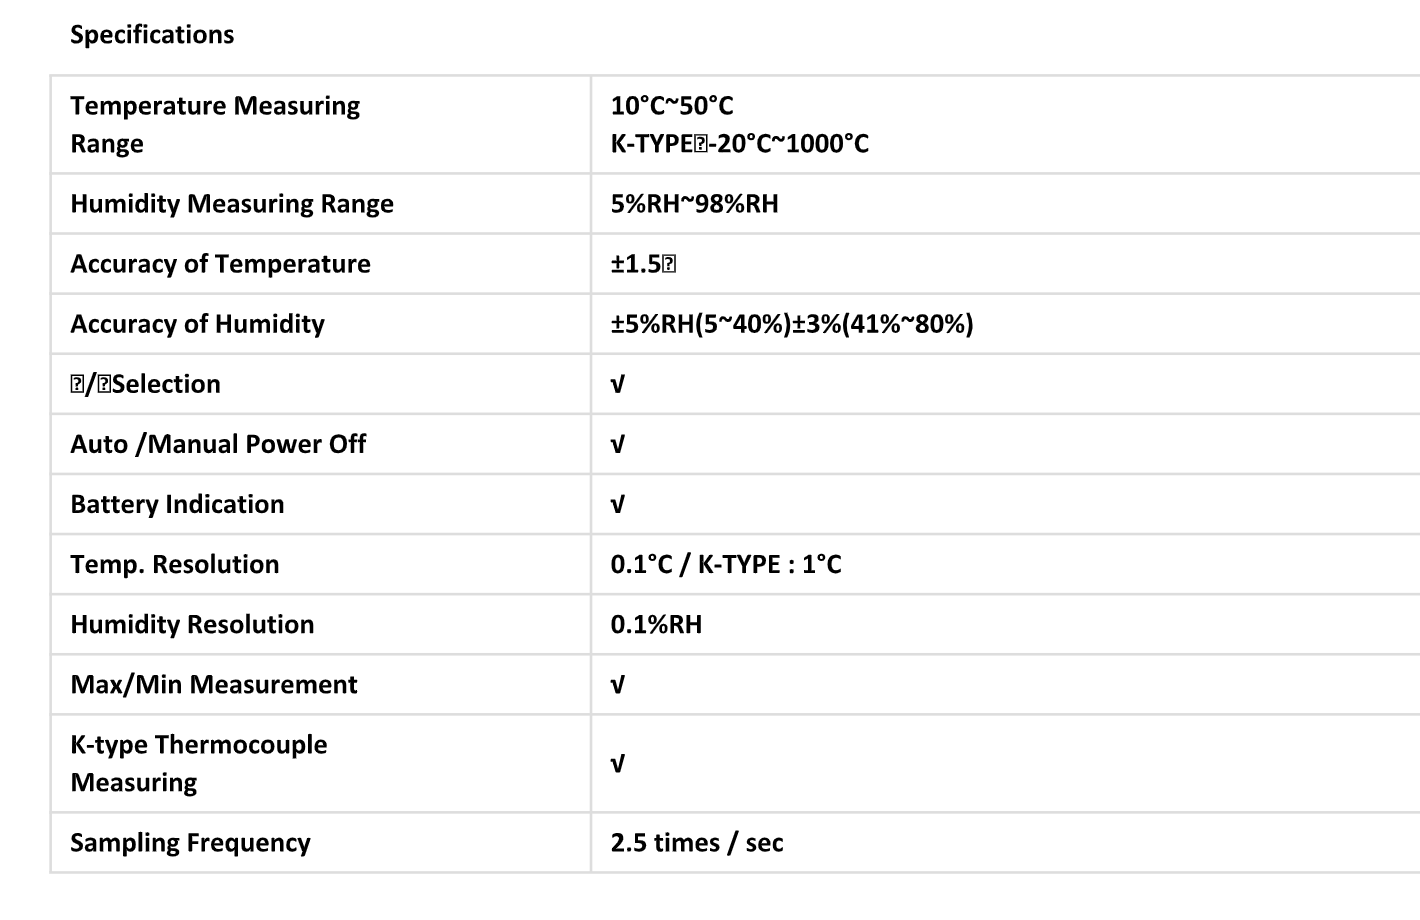 Specifications
Temperature Measuring
Range
10°C~50°C
K-TYPE⍰-20°C~1000°C
Humidity Measuring Range
5%RH~98%RH
Accuracy of Temperature
±1.5⍰
Accuracy of Humidity
±5%RH(5~40%)±3%(41%~80%)
⍰/⍰Selection
√
Auto /Manual Power Off
√
Battery Indication
√
Temp. Resolution
0.1°C / K-TYPE : 1°C
Humidity Resolution
0.1%RH
Max/Min Measurement
√
K-type Thermocouple
Measuring
√
Sampling Frequency
2.5 times / sec